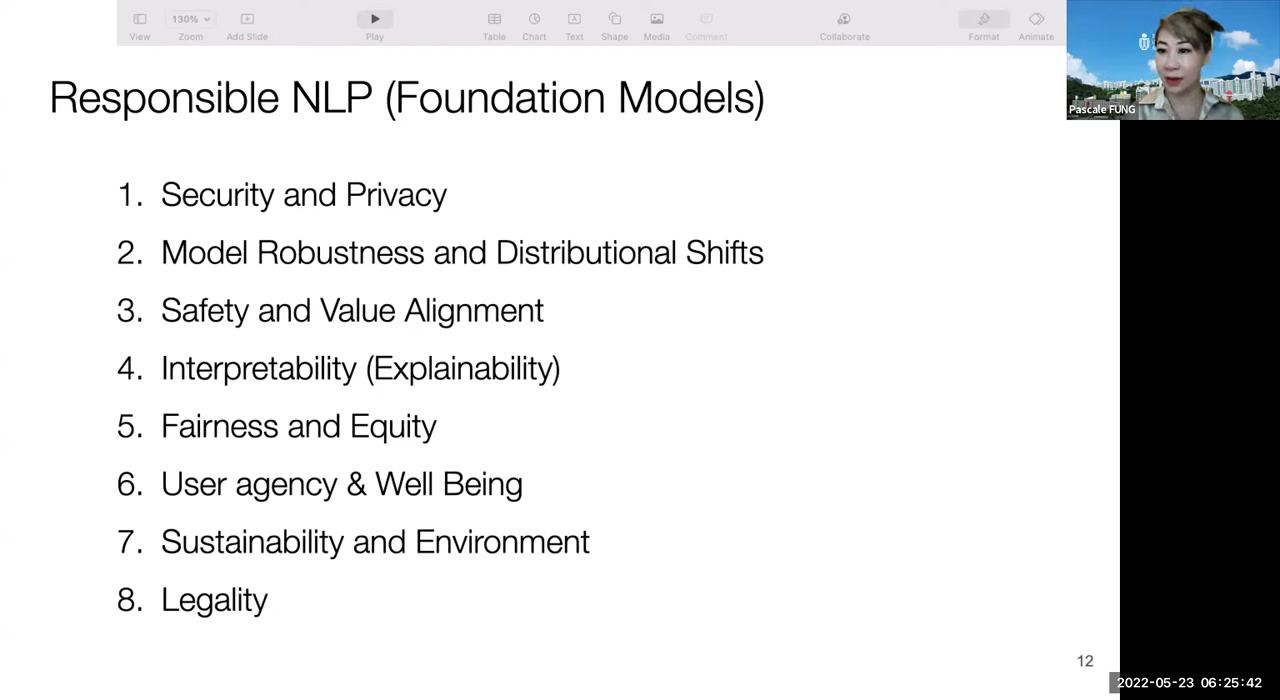 130%
View
Zoom
Add Slide
Play
Table
Chart
Text
Shape
Media
Comment
Collaborate
Format
Animate
Pascale FUNG
Responsible NLP (Foundation Models)
1. Security and Privacy
2. Model Robustness and Distributional Shifts
3. Safety and Value Alignment
4. Interpretability (Explainability)
5. Fairness and Equity
6. User agency & Well Being
7. Sustainability and Environment
8. Legality
12
2022-05-23 06:25:42